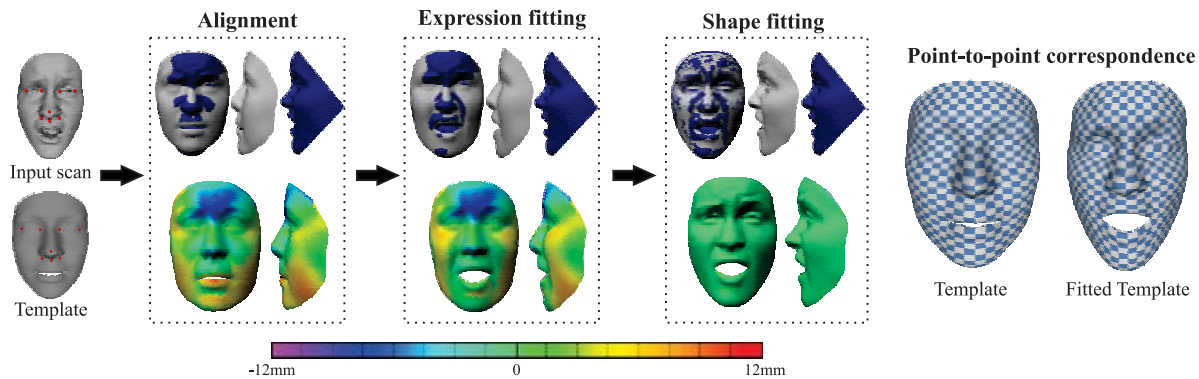 Alignment
Expression fitting
Shape fitting
Point-to-point correspondence
Input scan
Template
Template
Fitted Template
-12mm
0
12mm